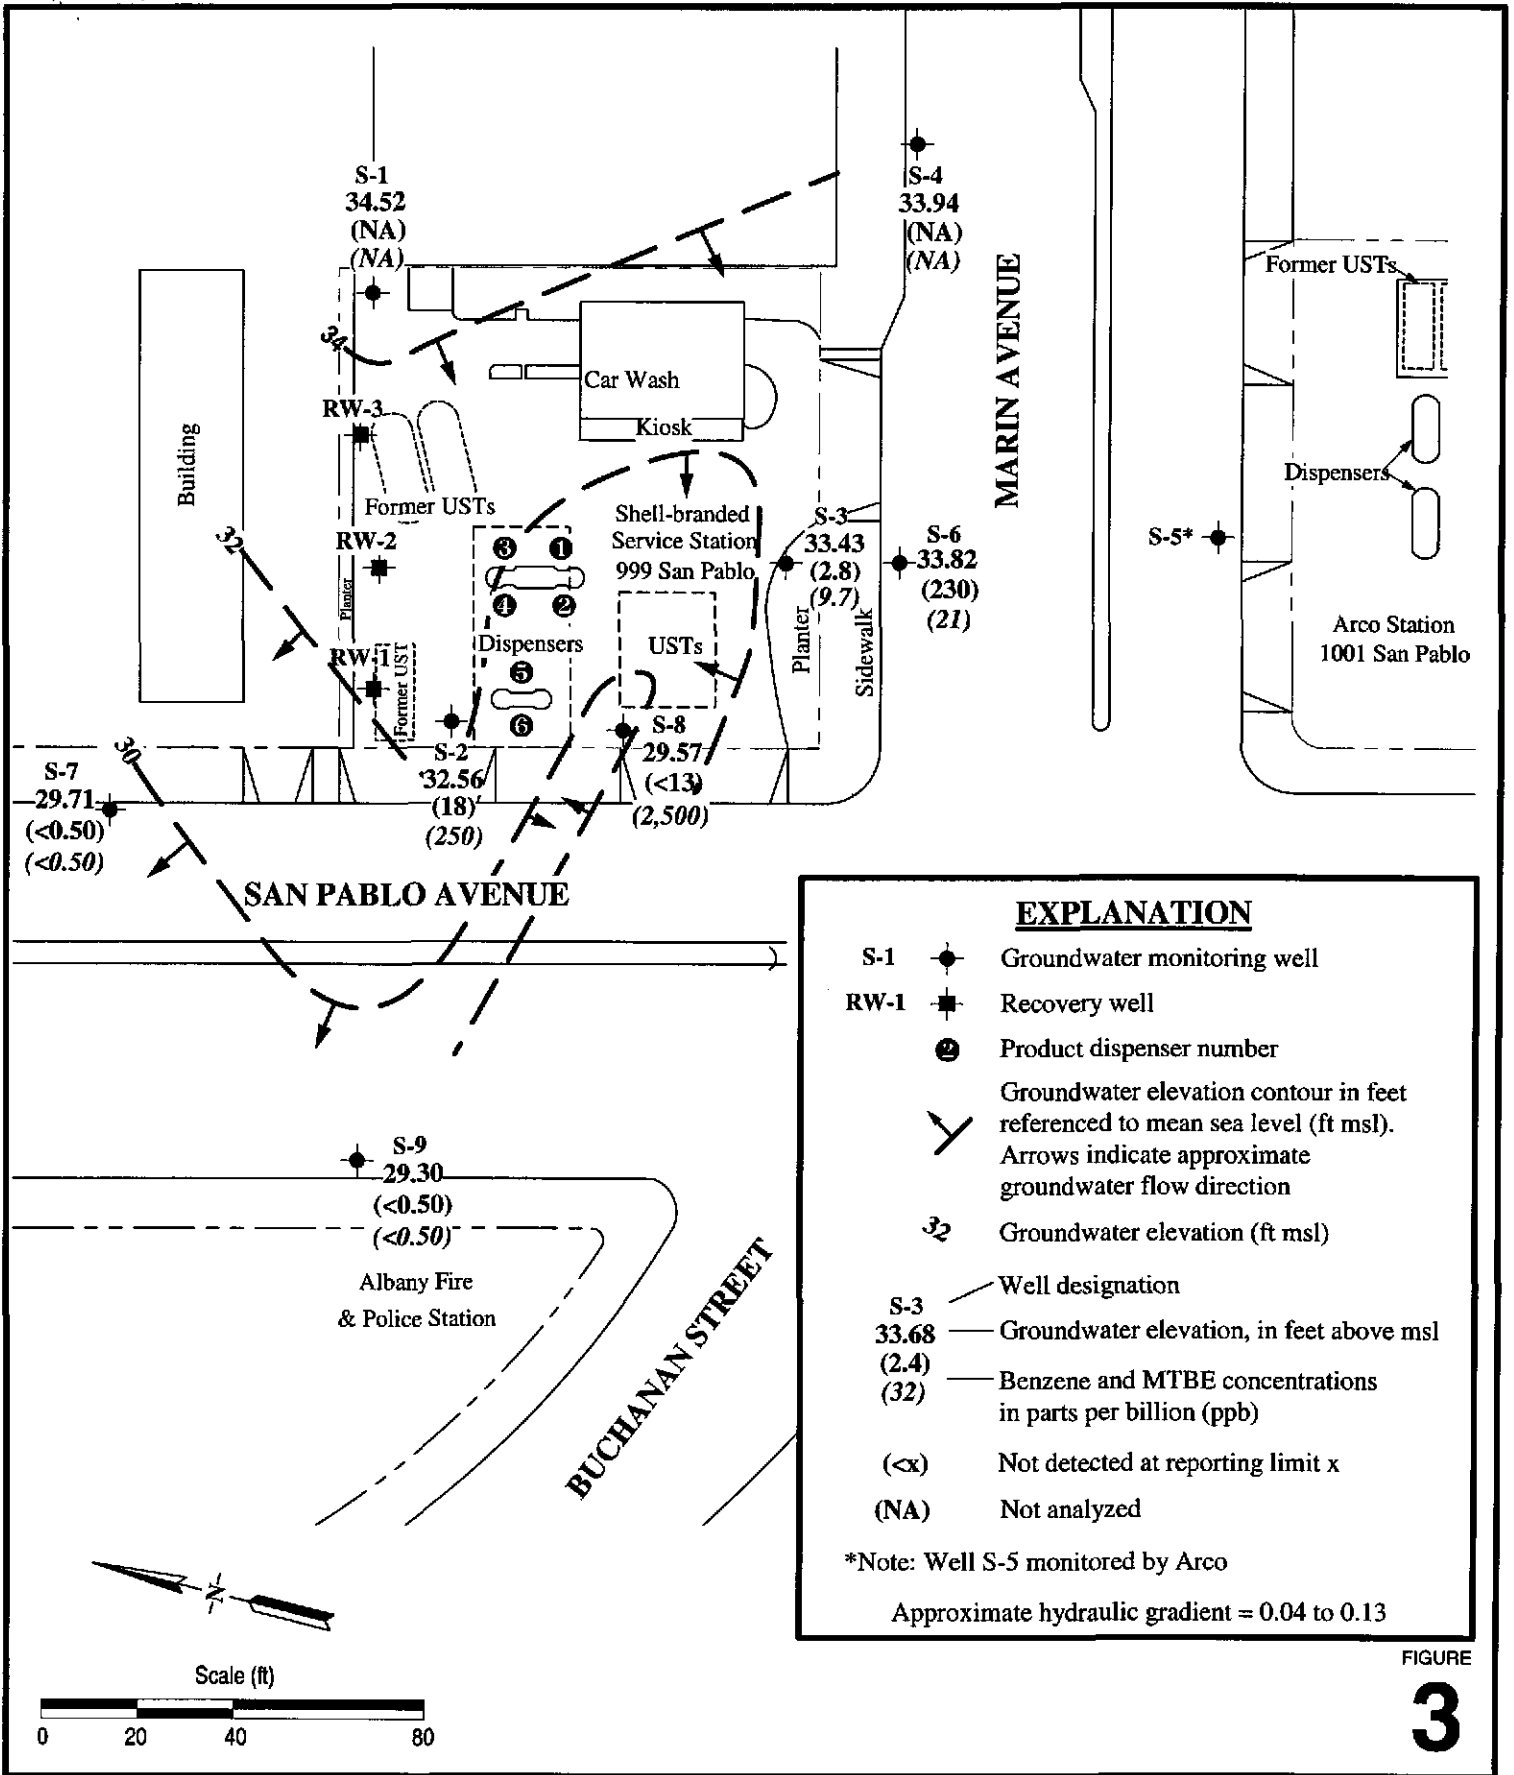 S-1
34.52
(NA)
(NA)
S-4
33.94
(NA)
(NA)
MARIN AVENUE
Former USTs
34
Car Wash
Kiosk
RW-3
Former USTs
Building
32
Dispensers
Shell-branded
Service Station
999 San Pablo
S-3
33.43
(2.8)
(9.7)
S-6
33.82
(230)
(21)
S-5*
RW-2
3
1
4
2
Planter
Dispensers
USTs
Planter
Sidewalk
Arco Station
1001 San Pablo
RW-1
Former UST
5
6
30
S-7
29.71
(<0.50)
(<0.50)
S-2
32.56
(18)
(250)
S-8
29.57
(<13)
(2,500)
SAN PABLO AVENUE
S-9
29.30
(<0.50)
(<0.50)
Albany Fire
& Police Station
BUCHANAN STREET
EXPLANATION
S-1 Groundwater monitoring well
RW-1 Recovery well
2 Product dispenser number
Groundwater elevation contour in feet
referenced to mean sea level (ft msl).
Arrows indicate approximate
groundwater flow direction
32 Groundwater elevation (ft msl)
Well designation
S-3
33.68 Groundwater elevation, in feet above msl
(2.4)
(32)
Benzene and MTBE concentrations
in parts per billion (ppb)
(<x) Not detected at reporting limit x
(NA) Not analyzed
*Note: Well S-5 monitored by Arco
Approximate hydraulic gradient = 0.04 to 0.13
-N-
Scale (ft)
0 20 40 80
FIGURE
3